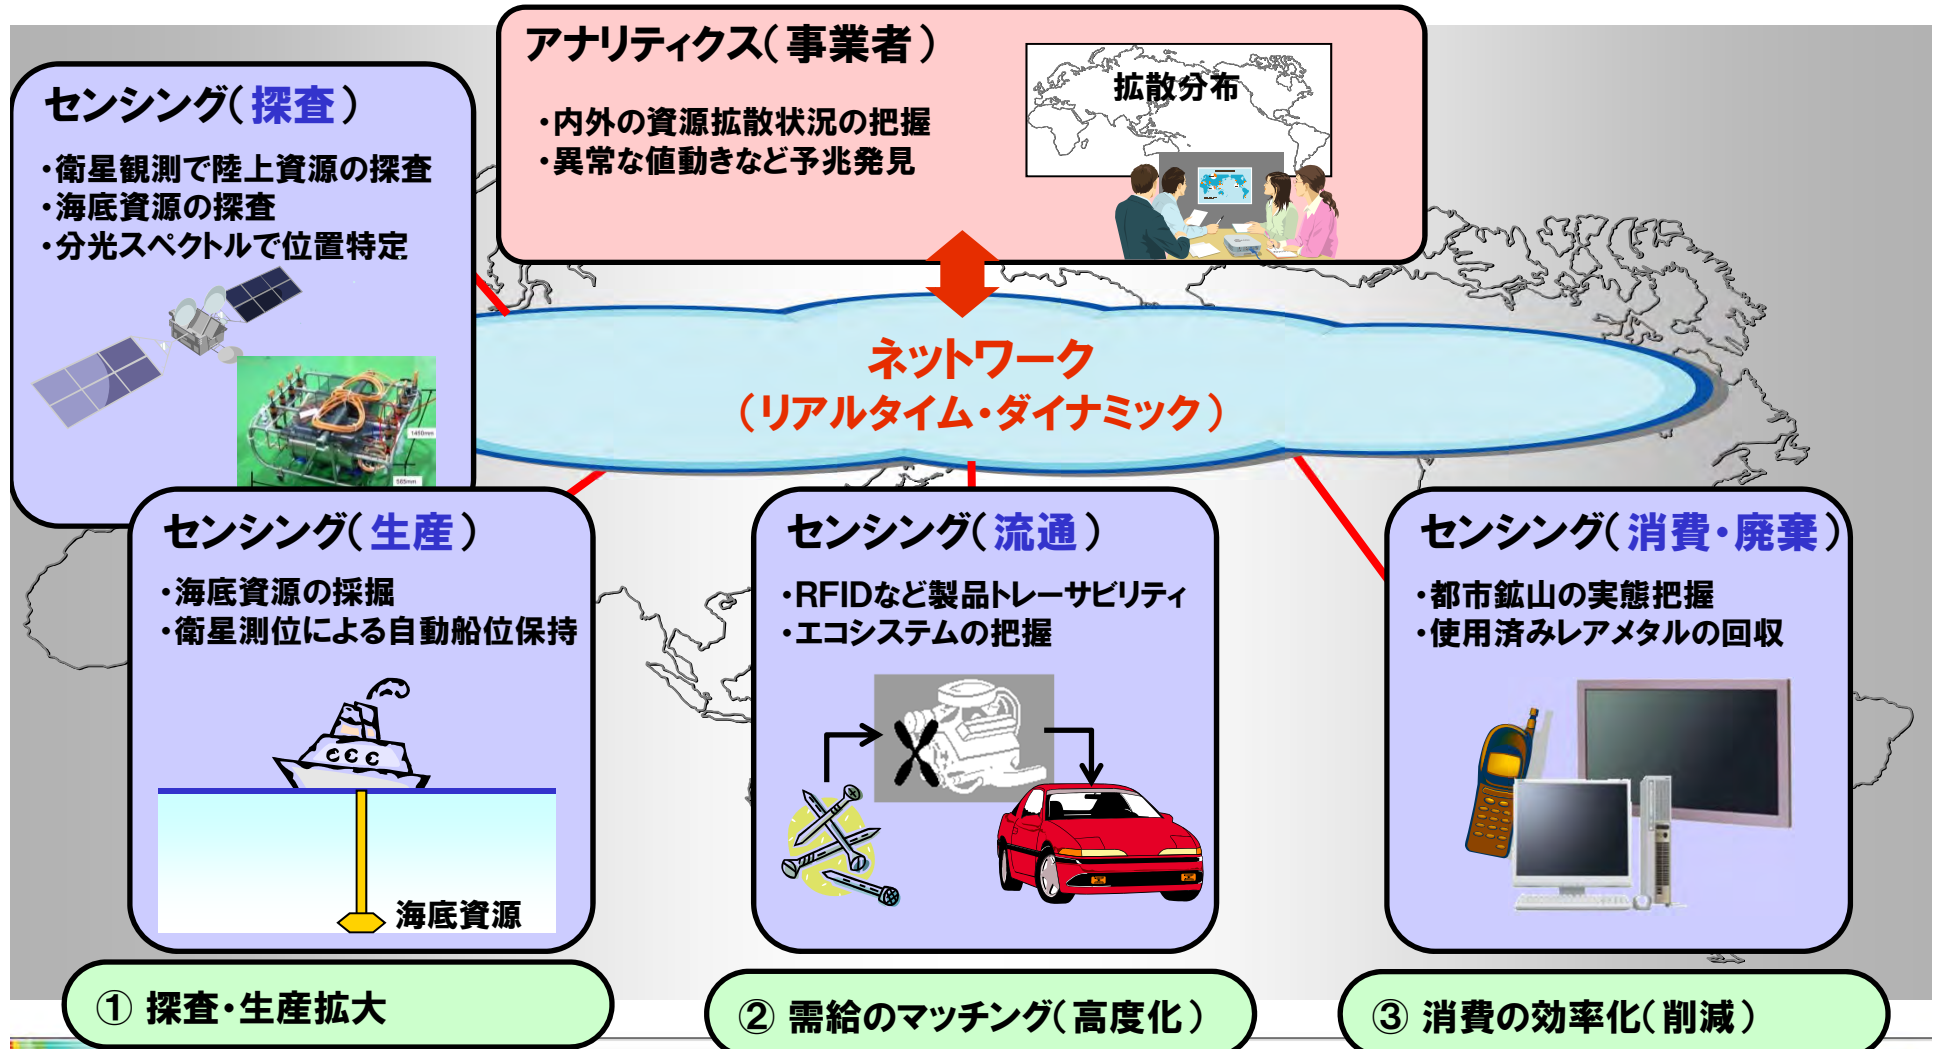 アナリティクス(事業者)
・内外の資源拡散状況の把握
・異常な値動きなど予兆発見
拡散分布
センシング(探査)
・衛星観測で陸上資源の探査
・海底資源の探査
・分光スペクトルで位置特定
1450mm
565mm
ネットワーク
(リアルタイム・ダイナミック)
センシング(生産)
・海底資源の採掘
・衛星測位による自動船位保持
海底資源
センシング(流通)
・RFIDなど製品トレーサビリティ
・エコシステムの把握
センシング(消費・廃棄)
・都市鉱山の実態把握
・使用済みレアメタルの回収
① 探査・生産拡大
② 需給のマッチング(高度化)
③ 消費の効率化(削減)